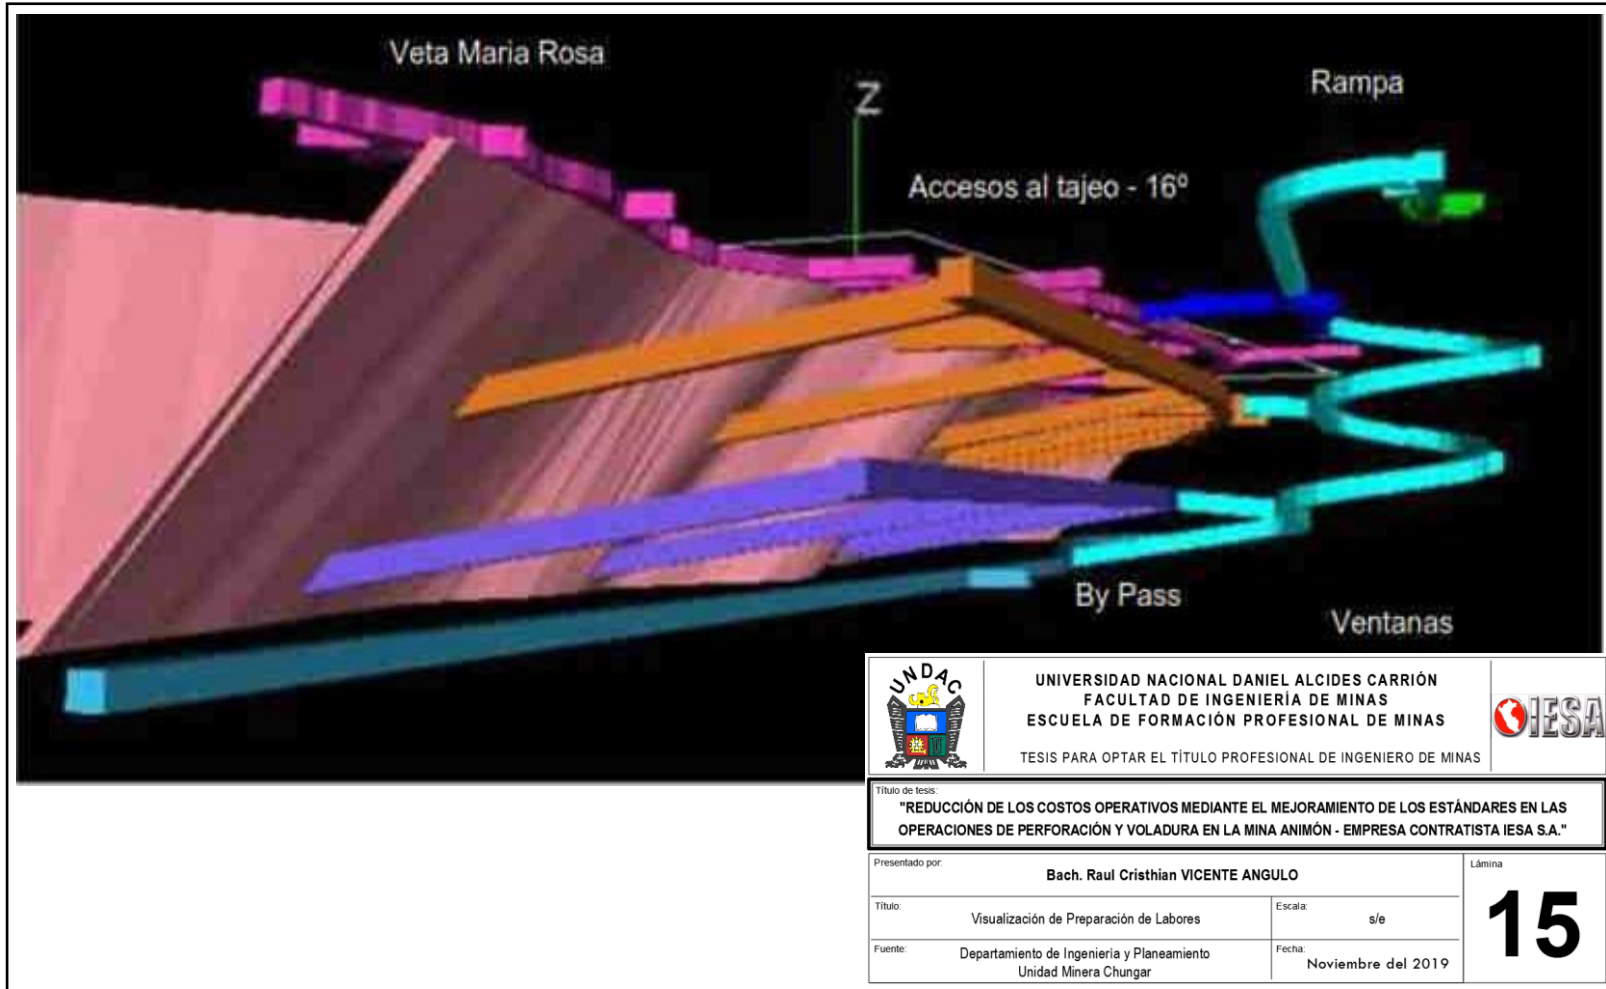 Veta Maria Rosa
Z
Rampa
Accesos al tajeo - 16º
By Pass
Ventanas
UNDAC
UNIVERSIDAD NACIONAL DANIEL ALCIDES CARRIÓN
FACULTAD DE INGENIERÍA DE MINAS
ESCUELA DE FORMACIÓN PROFESIONAL DE MINAS
TESIS PARA OPTAR EL TÍTULO PROFESIONAL DE INGENIERO DE MINAS
IESA
Título de tesis:
"REDUCCIÓN DE LOS COSTOS OPERATIVOS MEDIANTE EL MEJORAMIENTO DE LOS ESTÁNDARES EN LAS
OPERACIONES DE PERFORACIÓN Y VOLADURA EN LA MINA ANIMÓN - EMPRESA CONTRATISTA IESA S.A."
Presentado por:
Bach. Raul Cristhian VICENTE ANGULO
Lámina
15
Título:
Visualización de Preparación de Labores
Escala:
s/e
Fuente:
Departamiento de Ingeniería y Planeamiento
Unidad Minera Chungar
Fecha:
Noviembre del 2019